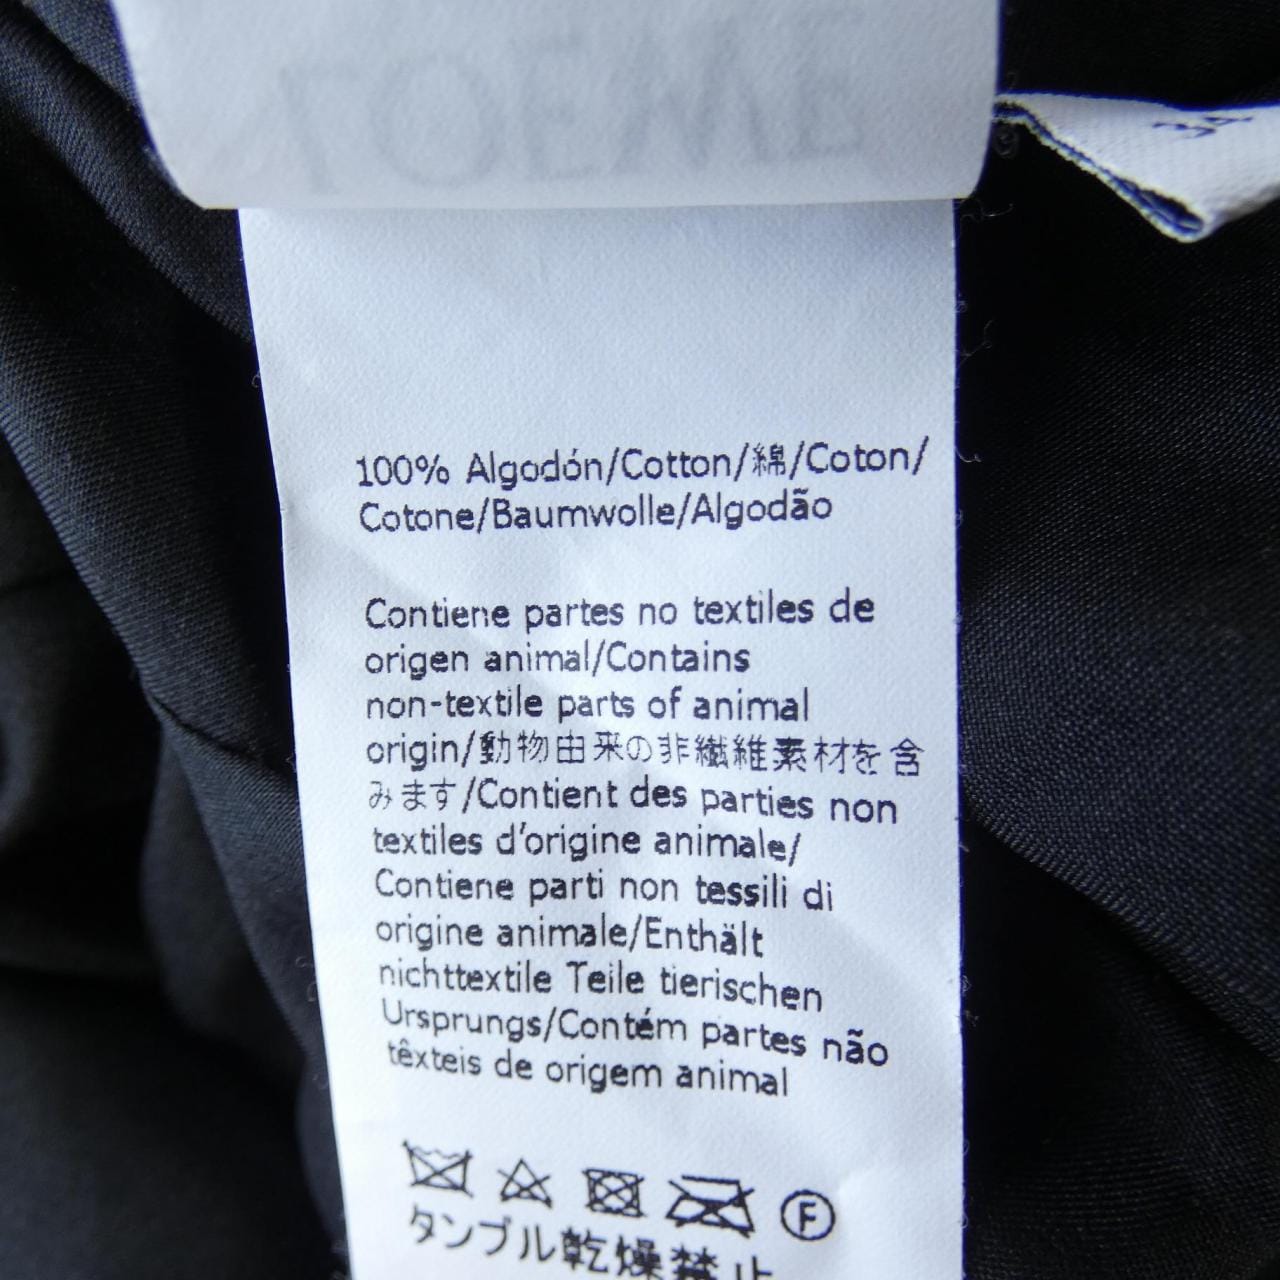 LOEWE
34
100% Algodón/Cotton/綿/Coton/
Cotone/Baumwolle/Algodão
Contiene partes no textiles de
origen animal/Contains
non-textile parts of animal
origin/動物由来の非繊維素材を含
みます/Contient des parties non
textiles d'origine animale/
Contiene parti non tessili di
origine animale/Enthält
nichttextile Teile tierischen
Ursprungs/Contém partes não
têxteis de origem animal
F
タンブル乾燥禁止